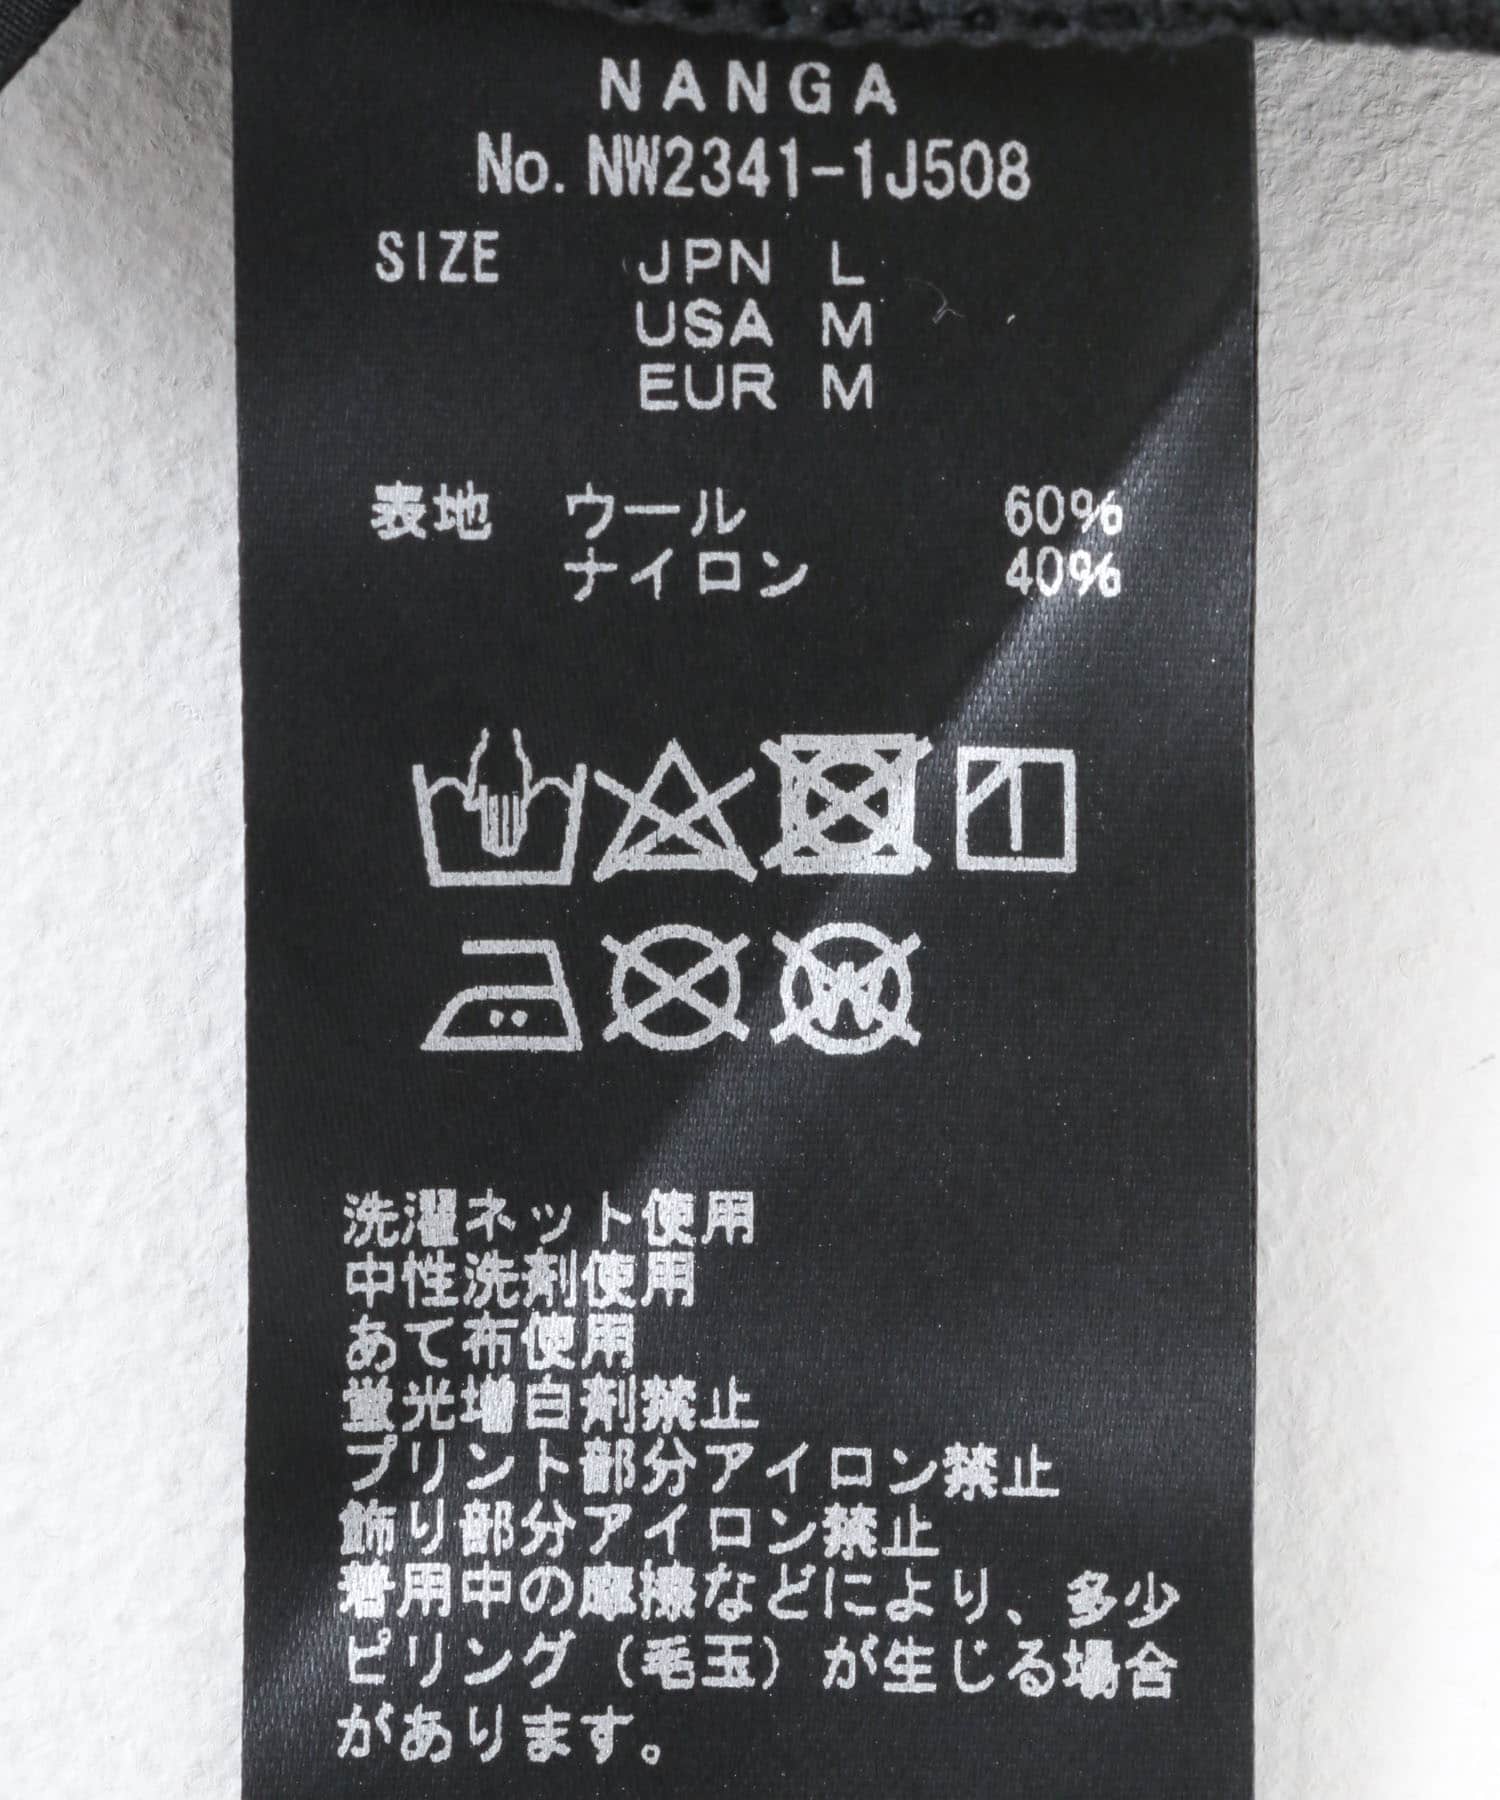 NANGA
No. NW2341-1J508
SIZE JPN L
USA M
EUR M
表地 ウール 60%
ナイロン 40%
洗濯ネット使用
中性洗剤使用
あて布使用
蛍光増白剤禁止
プリント部分アイロン禁止
飾り部分アイロン禁止
着用中の摩擦などにより、多少
ピリング（毛玉）が生じる場合
があります。